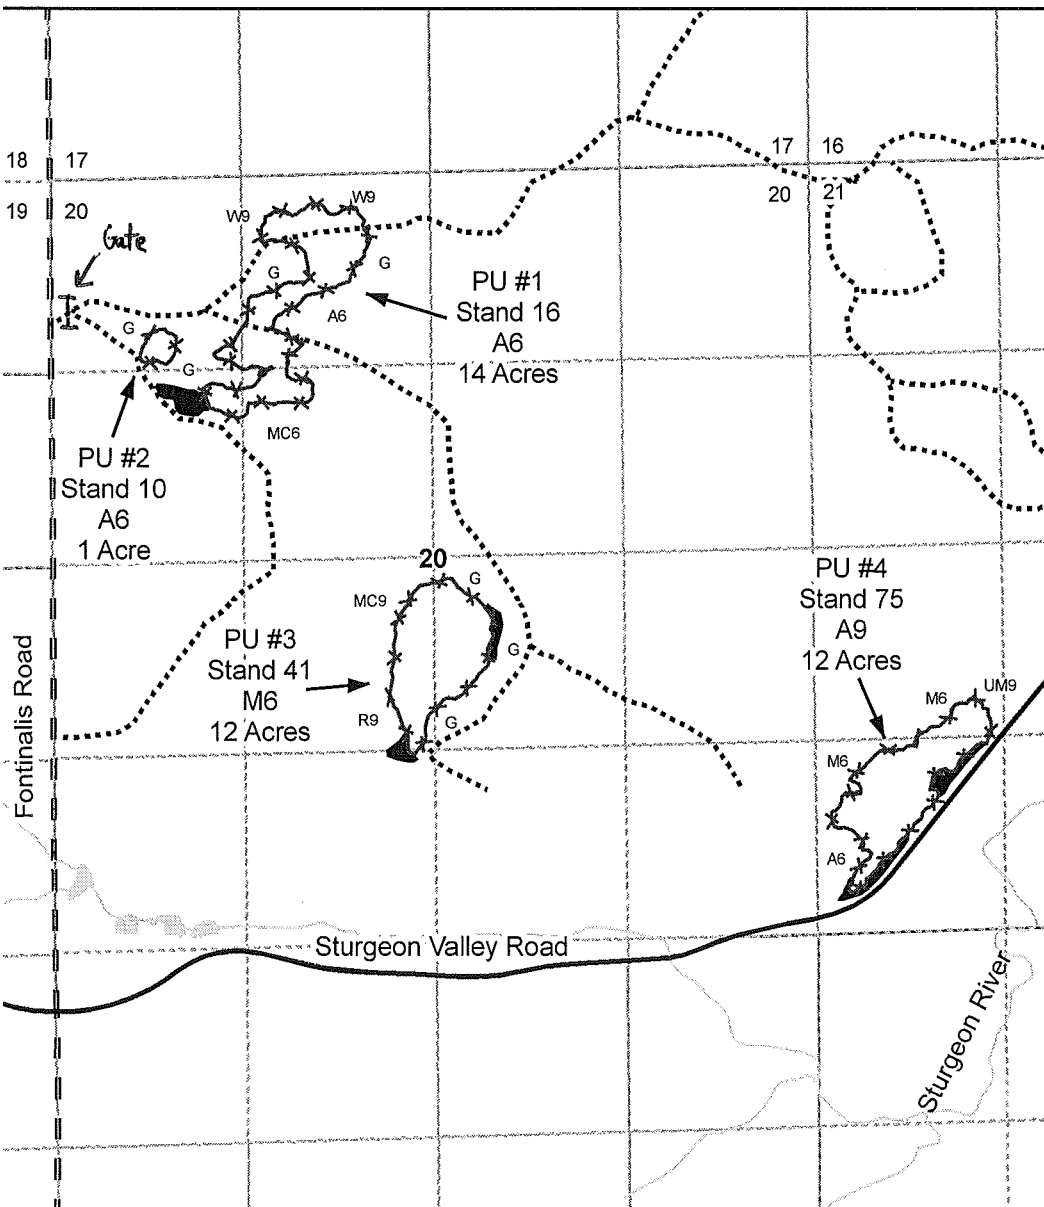 18 17
17 16
19 20
20 21
Gate
W9
W9
G
G
PU #1
Stand 16
A6
14 Acres
A6
G
G
MC6
PU #2
Stand 10
A6
1 Acre
20
MC9
G
PU #3
Stand 41
M6
12 Acres
G
R9
G
PU #4
Stand 75
A9
12 Acres
UM9
M6
M6
A6
Fontinalis Road
Sturgeon Valley Road
Sturgeon River